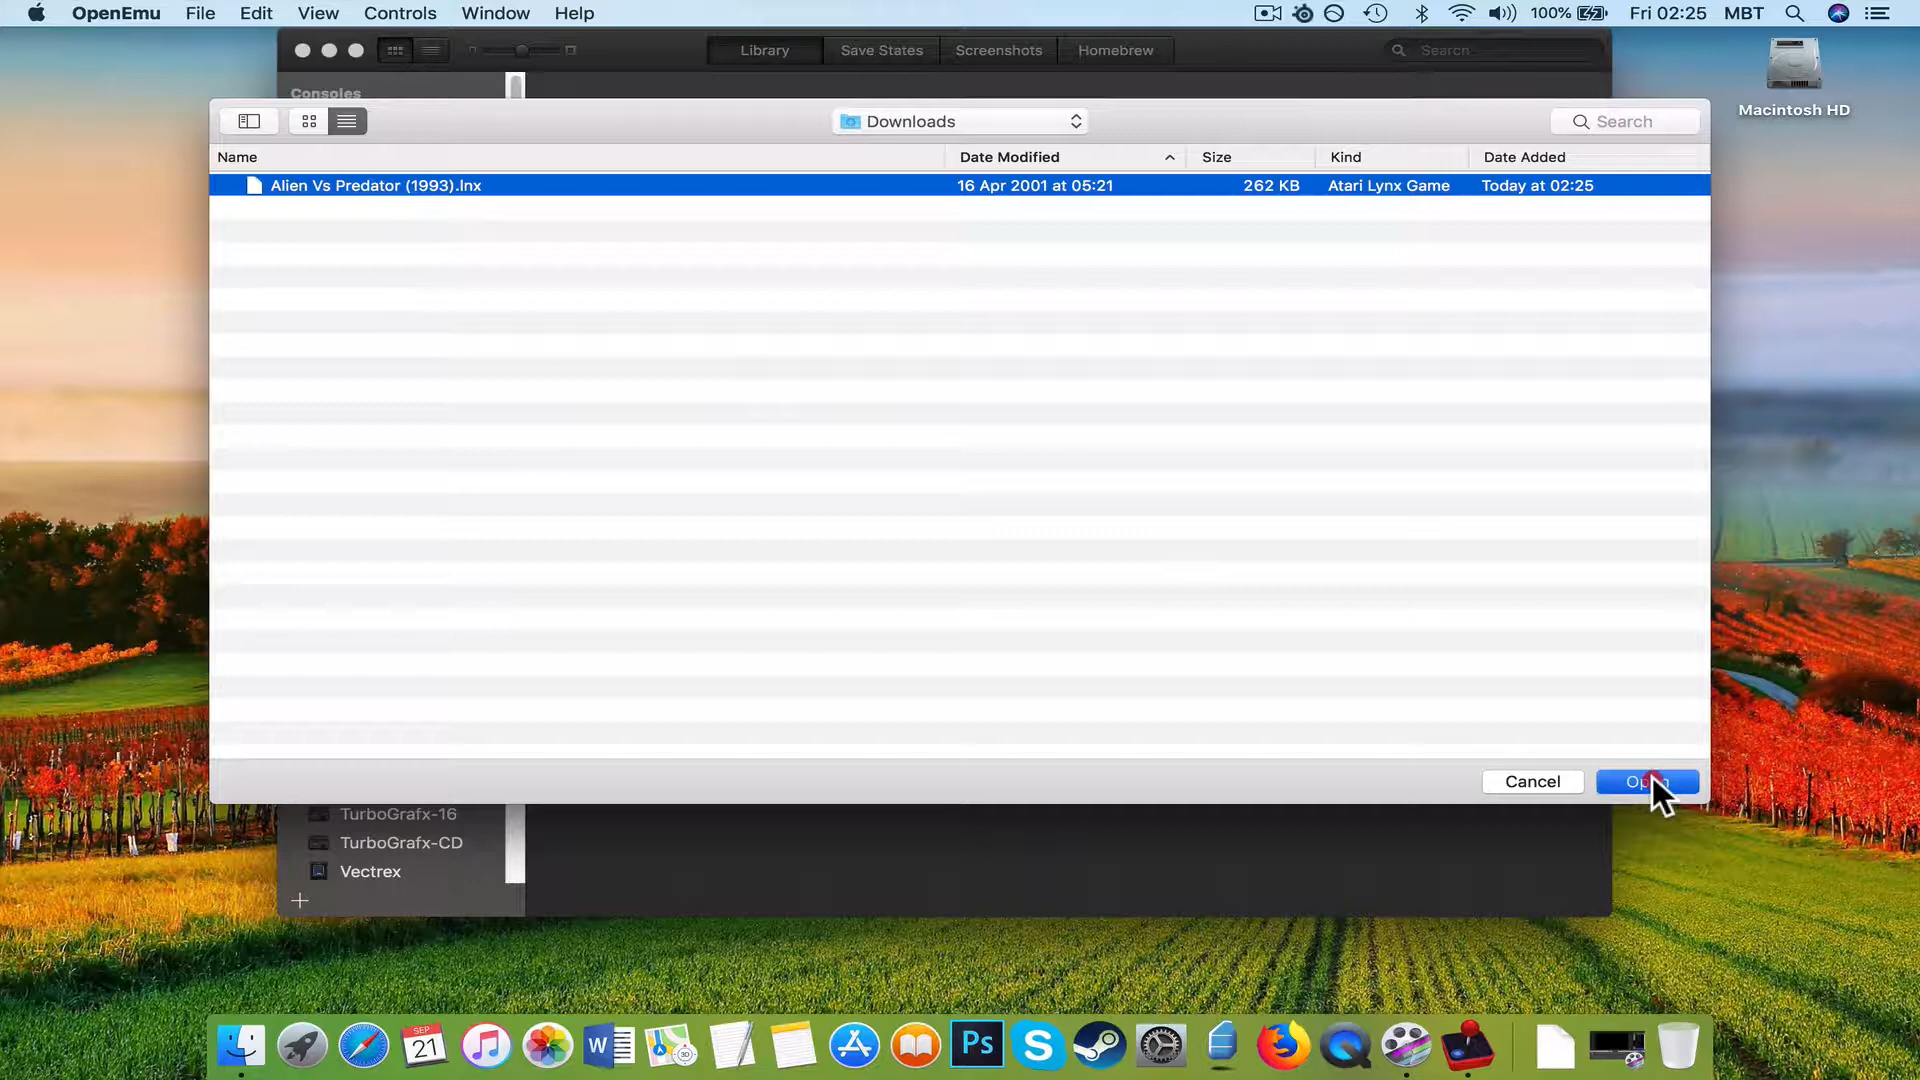 OpenEmu File Edit View Controls Window Help 100% Fri 02:25 MBT
Library Save States Screenshots Homebrew Search
Consoles
Macintosh HD
Downloads Search
Name Date Modified Size Kind Date Added
Alien Vs Predator (1993).lnx 16 Apr 2001 at 05:21 262 KB Atari Lynx Game Today at 02:25
Cancel
TurboGrafx-16
TurboGrafx-CD
Vectrex
SEP
21
W
3D
Ps
S